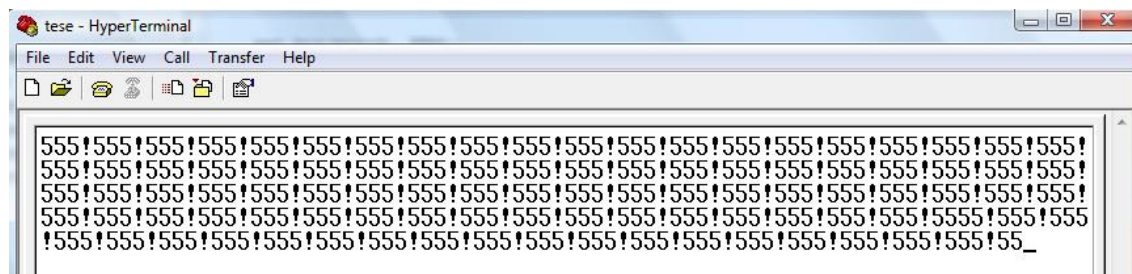 tese - HyperTerminal
File Edit View Call Transfer Help
555!555!555!555!555!555!555!555!555!555!555!555!555!555!555!555!555!555!555!555!
555!555!555!555!555!555!555!555!555!555!555!555!555!555!555!555!555!555!555!555!
555!555!555!555!555!555!555!555!555!555!555!555!555!555!555!555!555!555!555!555!
555!555!555!555!555!555!555!555!555!555!555!555!555!555!555!555!555!5555!555!555
!555!555!555!555!555!555!555!555!555!555!555!555!555!555!555!555!555!555!55_